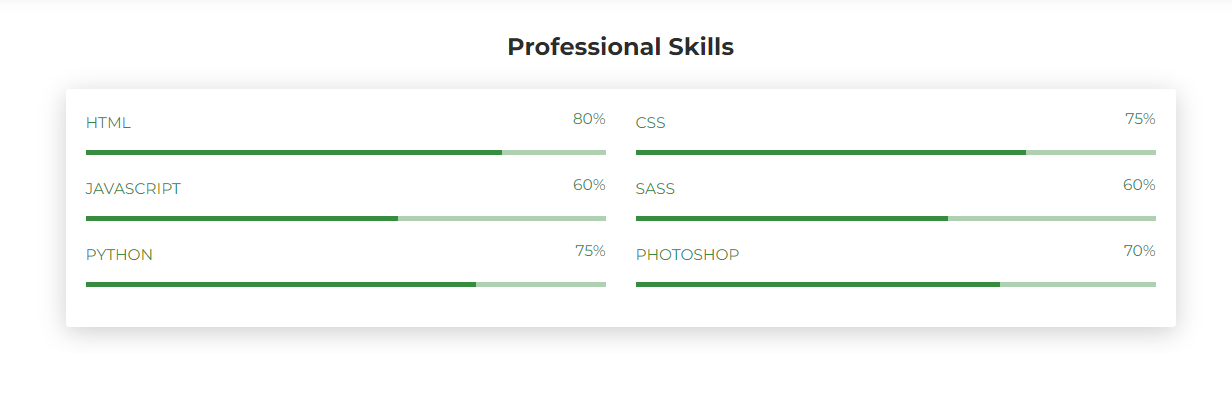 Professional Skills
HTML 80% CSS 75%
JAVASCRIPT 60% SASS 60%
PYTHON 75% PHOTOSHOP 70%